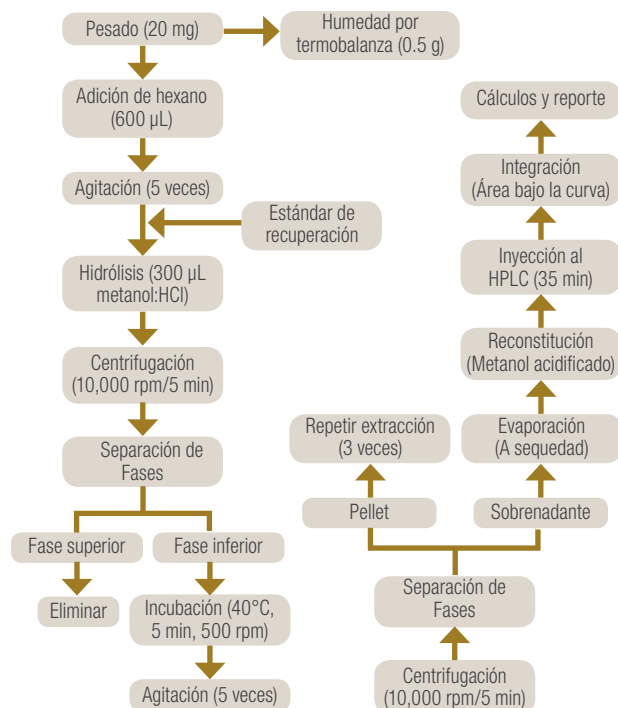 Pesado (20 mg)
Humedad por
termobalanza (0.5 g)
Adición de hexano
(600 µL)
Agitación (5 veces)
Estándar de
recuperación
Hidrólisis (300 µL
metanol:HCl)
Centrifugación
(10,000 rpm/5 min)
Separación de
Fases
Fase superior
Fase inferior
Eliminar
Incubación (40°C,
5 min, 500 rpm)
Agitación (5 veces)
Cálculos y reporte
Integración
(Área bajo la curva)
Inyección al
HPLC (35 min)
Reconstitución
(Metanol acidificado)
Repetir extracción
(3 veces)
Evaporación
(A sequedad)
Pellet
Sobrenadante
Separación de
Fases
Centrifugación
(10,000 rpm/5 min)